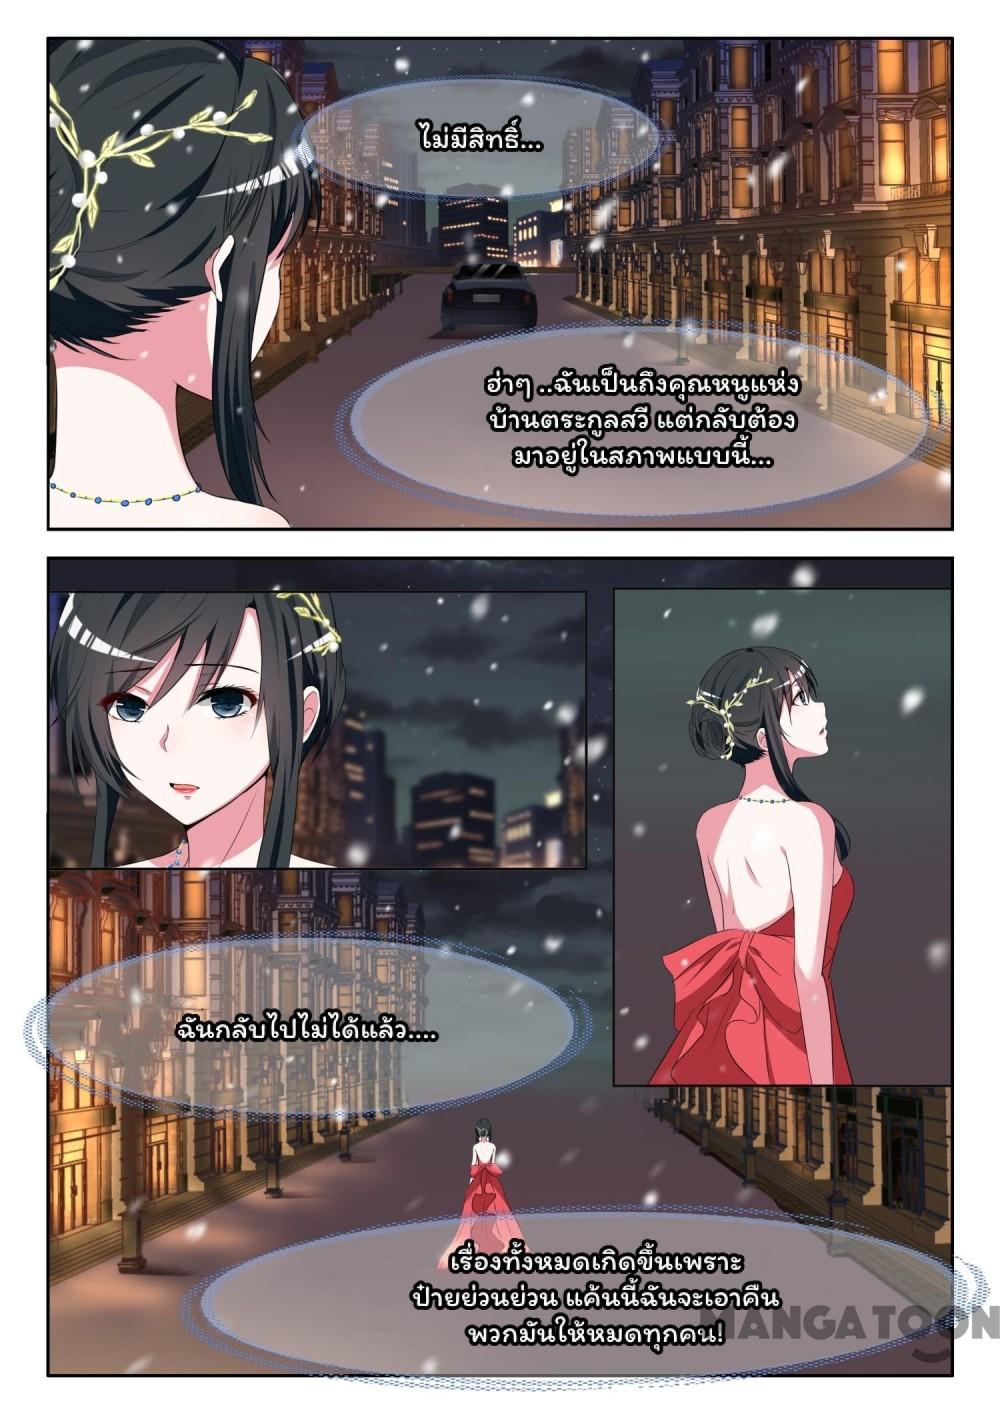 ไม่มีสิทธิ์...
ฮ่าๆ ..ฉันเป็นถึงคุณหนูแห่ง
บ้านตระกูลสวี แต่กลับต้อง
มาอยู่ในสภาพแบบนี้...
ฉันกลับไปไม่ได้แล้ว....
เรื่องทั้งหมดเกิดขึ้นเพราะ
ป๋ายย่วนย่วน แค้นนี้ฉันจะเอาคืน
พวกมันให้หมดทุกคน!
MANGATOON